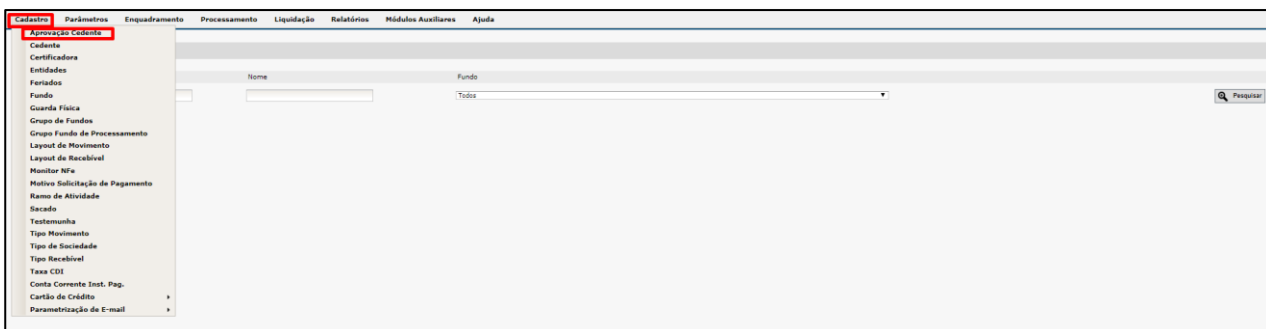 Cadastro Parâmetros Enquadramento Processamento Liquidação Relatórios Módulos Auxiliares Ajuda
Aprovação Cedente
Cedente
Certificadora
Entidades
Feriados
Nome Fundo
Fundo
Todos Pesquisar
Guarda Física
Grupo de Fundos
Grupo Fundo de Processamento
Layout de Movimento
Layout de Recebível
Monitor NFe
Motivo Solicitação de Pagamento
Ramo de Atividade
Sacado
Testemunha
Tipo Movimento
Tipo de Sociedade
Tipo Recebível
Taxa CDI
Conta Corrente Inst. Pag.
Cartão de Crédito
Parametrização de E-mail